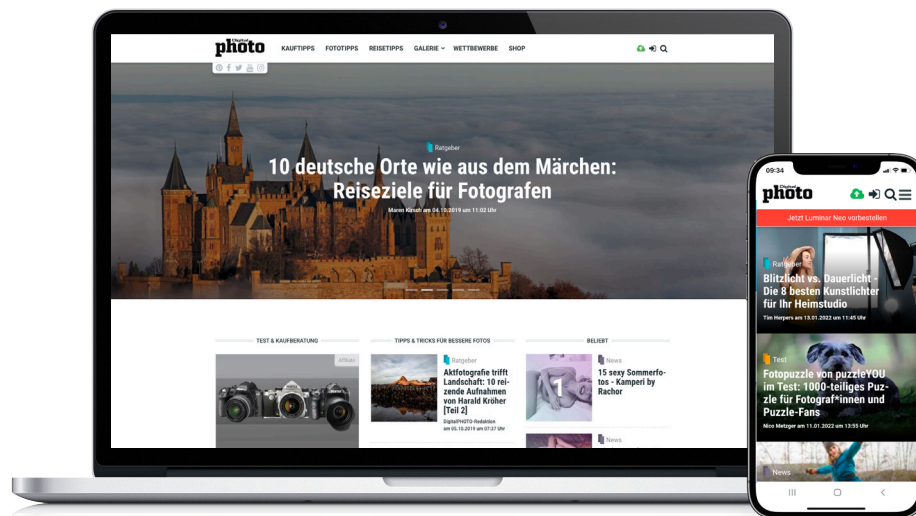 Digital
photo
KAUFTIPPS FOTOTIPPS REISETIPPS GALERIE WETTBEWERBE SHOP
Ratgeber
10 deutsche Orte wie aus dem Märchen:
Reiseziele für Fotografen
Maren Kirsch am 04.10.2019 um 11:02 Uhr
TEST & KAUFBERATUNG
Affiliate
TIPPS & TRICKS FÜR BESSERE FOTOS
Ratgeber
Aktfotografie trifft
Landschaft: 10 rei-
zende Aufnahmen
von Harald Kröher
[Teil 2]
DigitalPHOTO-Redaktion
am 05.10.2019 um 07:37 Uhr
BELIEBT
1
News
15 sexy Sommerfo-
tos - Kamperi by
Rachor
News
09:34
Digital
photo
Jetzt Luminar Neo vorbestellen
Ratgeber
Blitzlicht vs. Dauerlicht -
Die 8 besten Kunstlichter
für Ihr Heimstudio
Tim Herpers am 13.01.2022 um 11:45 Uhr
Test
Fotopuzzle von puzzleYOU
im Test: 1000-teiliges Puz-
zle für Fotograf*innen und
Puzzle-Fans
Nico Metzger am 11.01.2022 um 13:55 Uhr
News